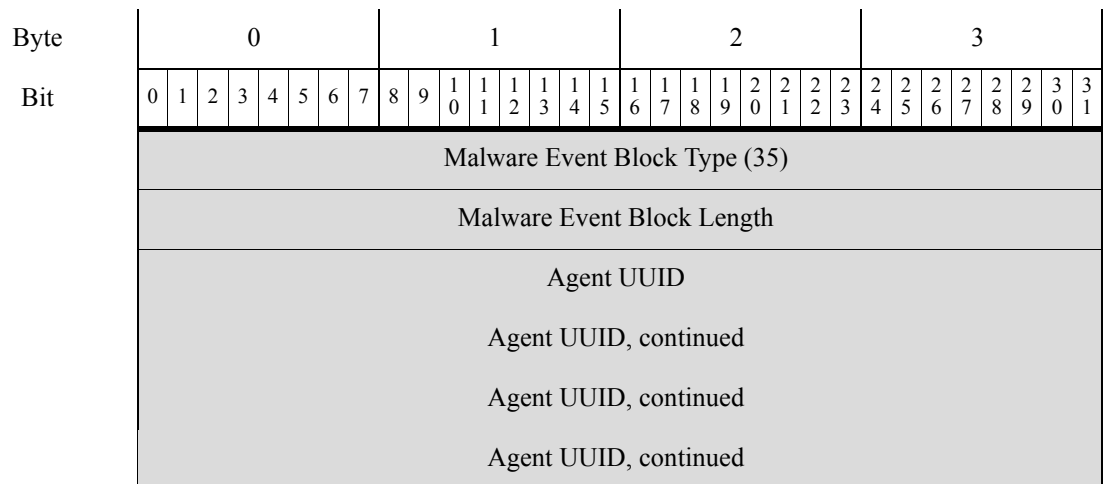 Byte 0 1 2 3
Bit 0 1 2 3 4 5 6 7 8 9 10 11 12 13 14 15 16 17 18 19 20 21 22 23 24 25 26 27 28 29 30 31
Malware Event Block Type (35)
Malware Event Block Length
Agent UUID
Agent UUID, continued
Agent UUID, continued
Agent UUID, continued